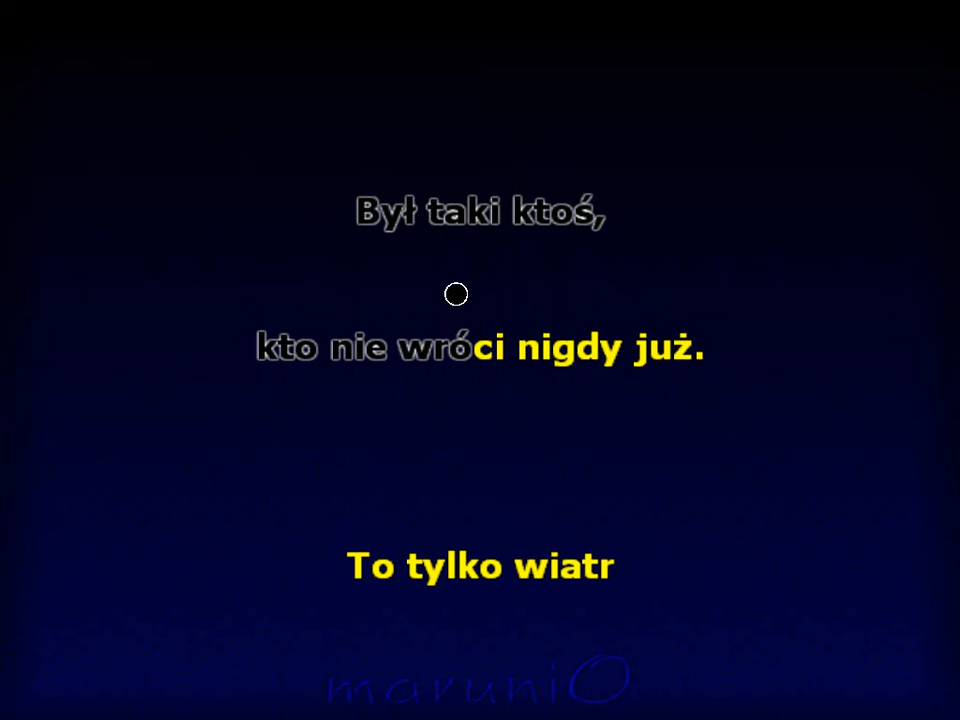 Był taki ktoś,
kto nie wróci nigdy już.
To tylko wiatr
maruniO